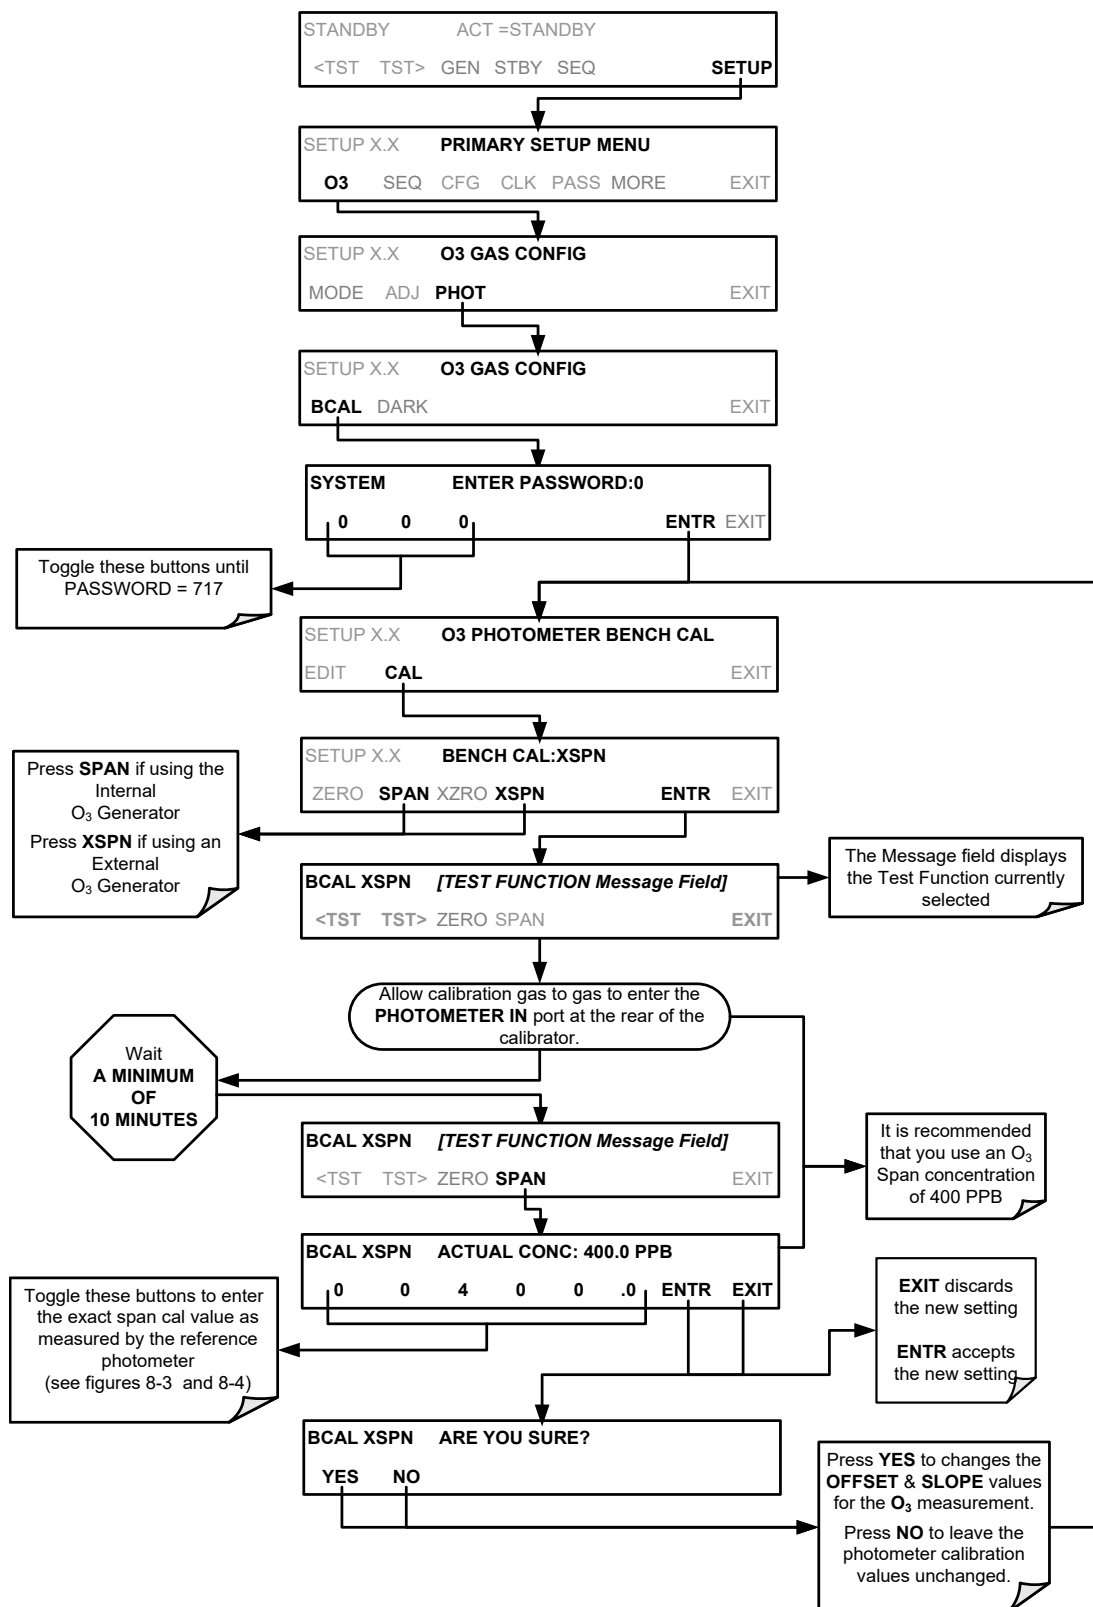 STANDBY ACT =STANDBY
<TST TST> GEN STBY SEQ SETUP
SETUP X.X PRIMARY SETUP MENU
O3 SEQ CFG CLK PASS MORE EXIT
SETUP X.X O3 GAS CONFIG
MODE ADJ PHOT EXIT
SETUP X.X O3 GAS CONFIG
BCAL DARK EXIT
SYSTEM ENTER PASSWORD:0
0 0 0 ENTR EXIT
Toggle these buttons until
PASSWORD = 717
SETUP X.X O3 PHOTOMETER BENCH CAL
EDIT CAL EXIT
SETUP X.X BENCH CAL:XSPN
ZERO SPAN XZRO XSPN ENTR EXIT
Press SPAN if using the
Internal
O3 Generator
Press XSPN if using an
External
O3 Generator
BCAL XSPN [TEST FUNCTION Message Field]
<TST TST> ZERO SPAN EXIT
The Message field displays
the Test Function currently
selected
Allow calibration gas to gas to enter the
PHOTOMETER IN port at the rear of the
calibrator.
Wait
A MINIMUM
OF
10 MINUTES
BCAL XSPN [TEST FUNCTION Message Field]
<TST TST> ZERO SPAN EXIT
It is recommended
that you use an O3
Span concentration
of 400 PPB
BCAL XSPN ACTUAL CONC: 400.0 PPB
0 0 4 0 0 .0 ENTR EXIT
Toggle these buttons to enter
the exact span cal value as
measured by the reference
photometer
(see figures 8-3 and 8-4)
EXIT discards
the new setting
ENTR accepts
the new setting
BCAL XSPN ARE YOU SURE?
YES NO
Press YES to changes the
OFFSET & SLOPE values
for the O3 measurement.
Press NO to leave the
photometer calibration
values unchanged.